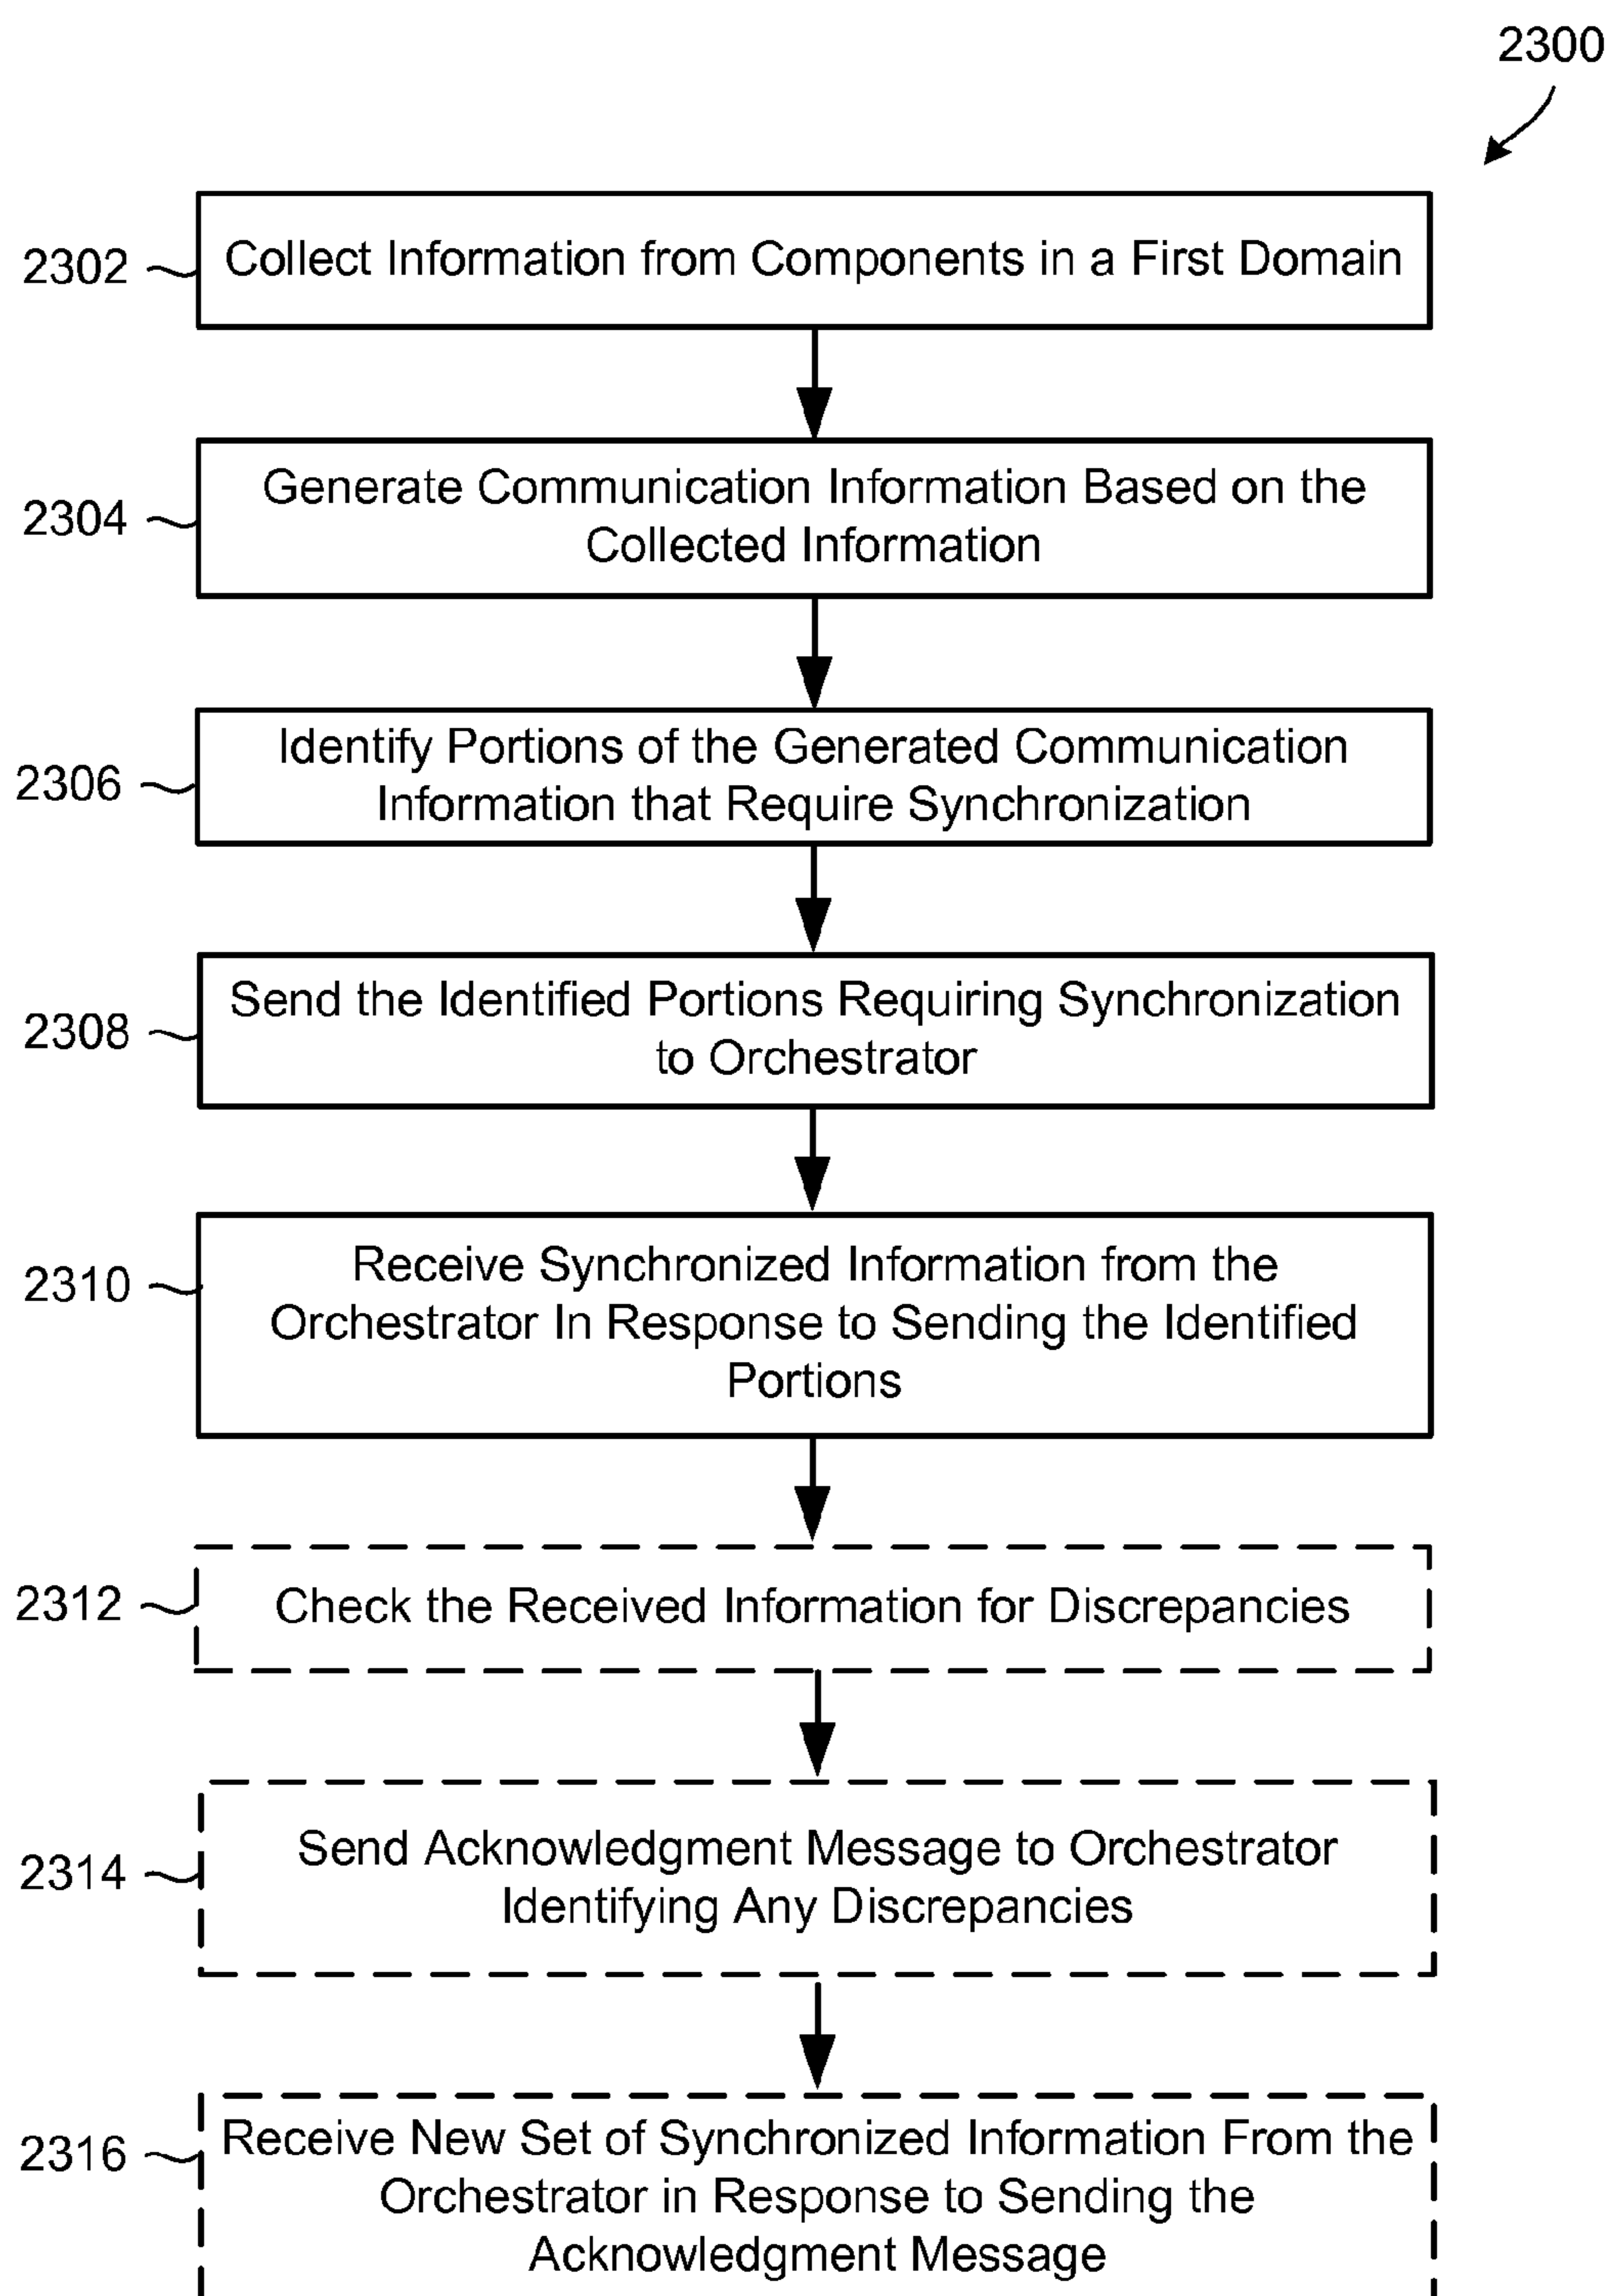 2300
2302
Collect Information from Components in a First Domain
2304
Generate Communication Information Based on the
Collected Information
2306
Identify Portions of the Generated Communication
Information that Require Synchronization
2308
Send the Identified Portions Requiring Synchronization
to Orchestrator
2310
Receive Synchronized Information from the
Orchestrator In Response to Sending the Identified
Portions
2312
Check the Received Information for Discrepancies
2314
Send Acknowledgment Message to Orchestrator
Identifying Any Discrepancies
2316
Receive New Set of Synchronized Information From the
Orchestrator in Response to Sending the
Acknowledgment Message